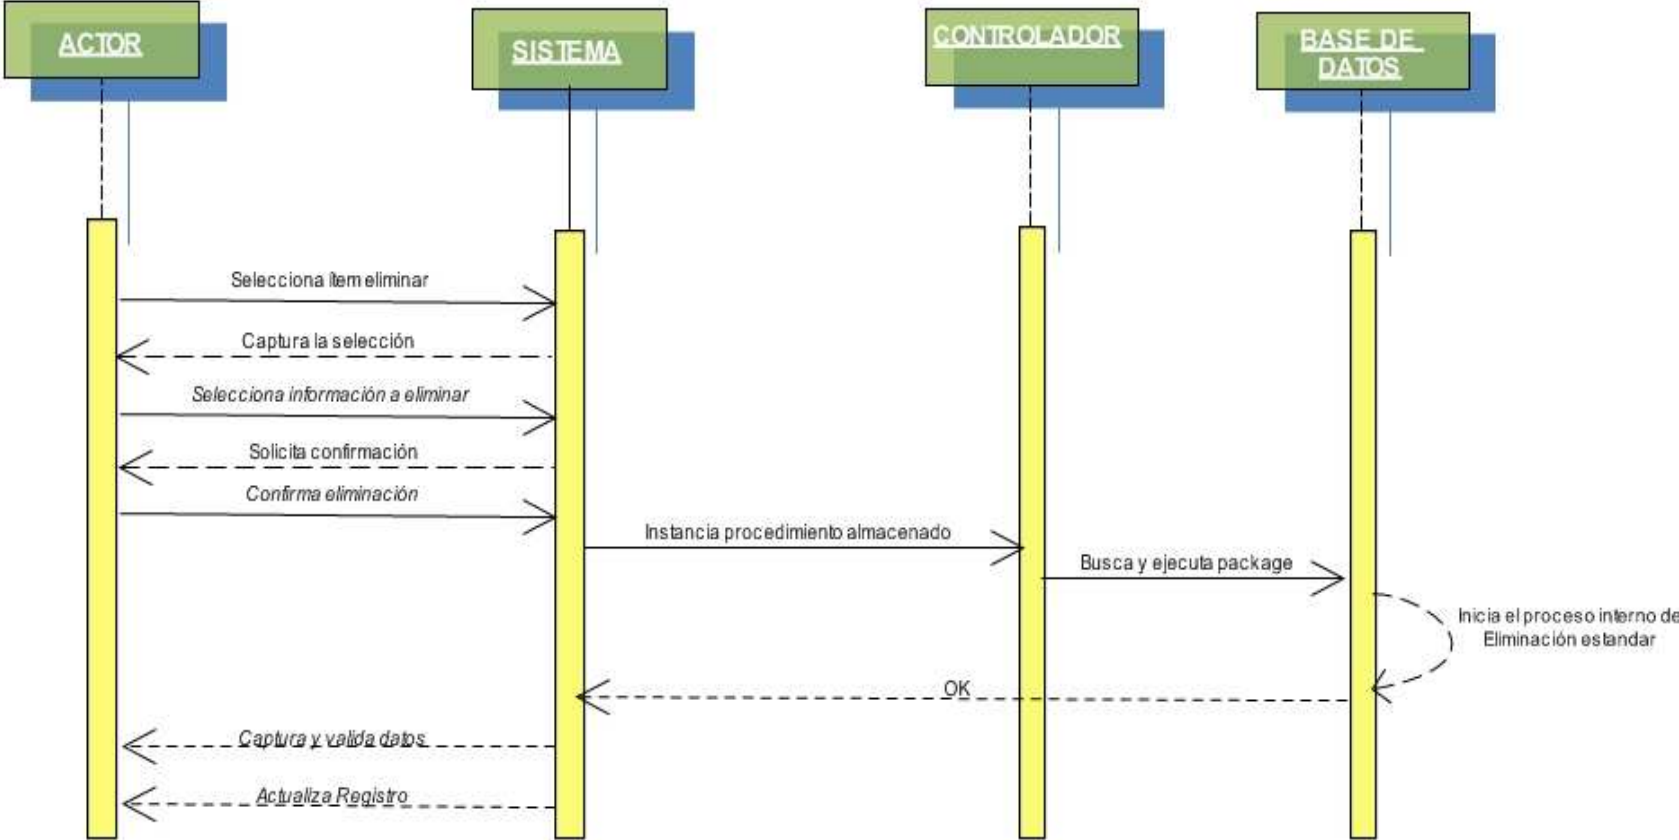 ACTOR
SISTEMA
CONTROLADOR
BASE DE
DATOS
Selecciona ítem eliminar
Captura la selección
Selecciona información a eliminar
Solicita confirmación
Confirma eliminación
Instancia procedimiento almacenado
Busca y ejecuta package
Inicia el proceso interno de
Eliminación estandar
OK
Captura y valida datos
Actualiza Registro